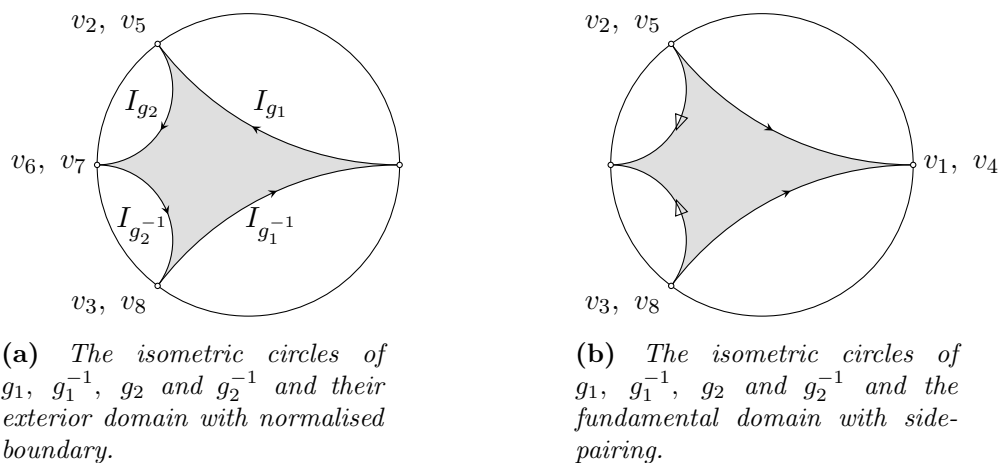 v₂, v₅
I_{g₂}
I_{g₁}
v₆, v₇
I_{g₂⁻¹}
I_{g₁⁻¹}
v₃, v₈
(a) The isometric circles of
g₁, g₁⁻¹, g₂ and g₂⁻¹ and their
exterior domain with normalised
boundary.
v₂, v₅
v₁, v₄
v₃, v₈
(b) The isometric circles of
g₁, g₁⁻¹, g₂ and g₂⁻¹ and the
fundamental domain with side-
pairing.